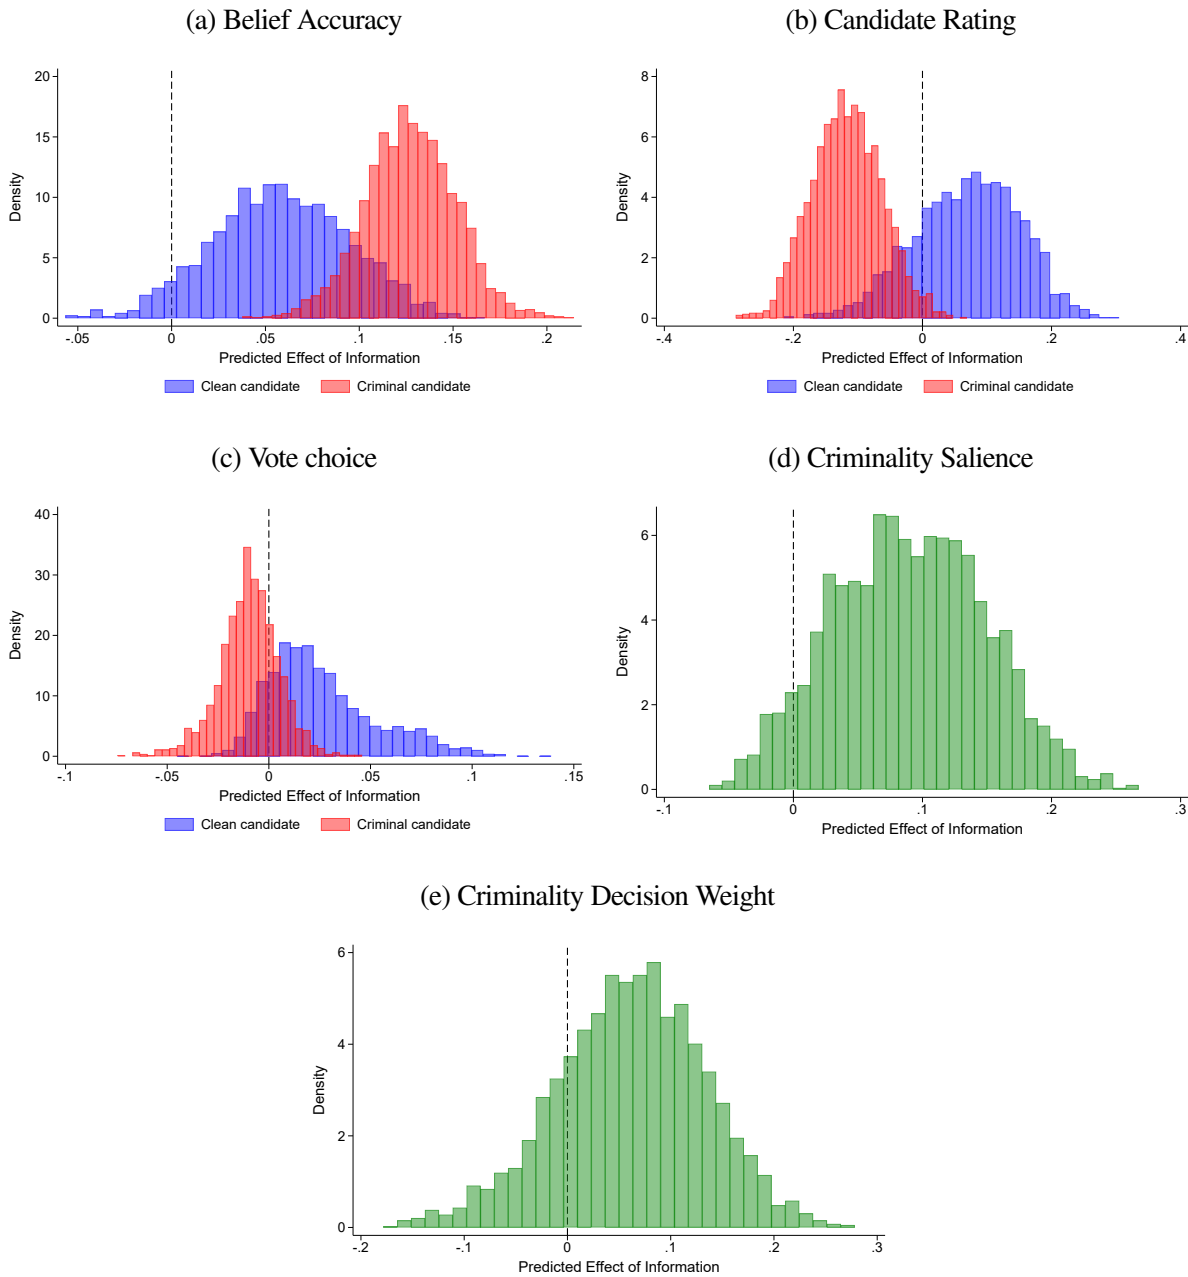 (a) Belief Accuracy
20
15
10
5
0
Density
-.05 0 .05 .1 .15 .2
Predicted Effect of Information
Clean candidate Criminal candidate
(b) Candidate Rating
8
6
4
2
0
Density
-.4 -.2 0 .2 .4
Predicted Effect of Information
Clean candidate Criminal candidate
(c) Vote choice
40
30
20
10
0
Density
-.1 -.05 0 .05 .1 .15
Predicted Effect of Information
Clean candidate Criminal candidate
(d) Criminality Salience
6
4
2
0
Density
-.1 0 .1 .2 .3
Predicted Effect of Information
(e) Criminality Decision Weight
6
4
2
0
Density
-.2 -.1 0 .1 .2 .3
Predicted Effect of Information